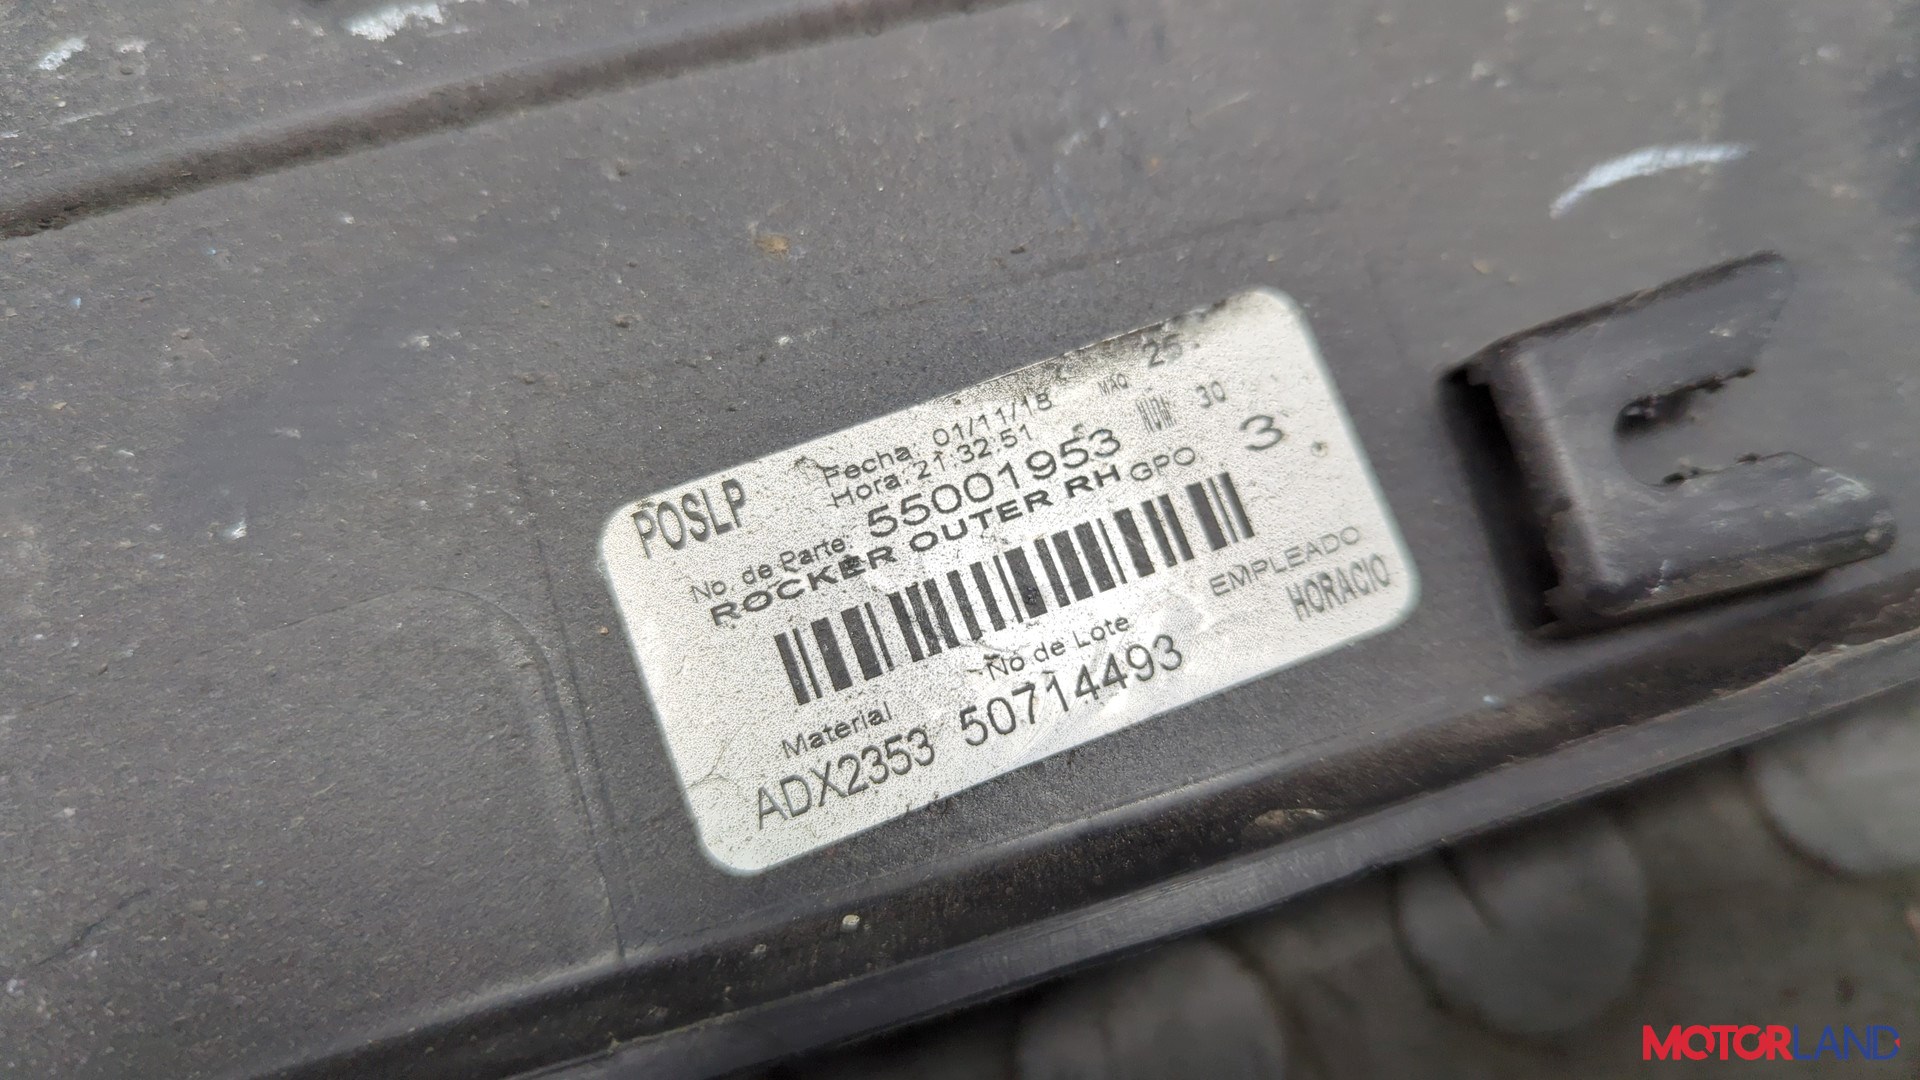 POSLP
Fecha: 01/11/18 MAQ 25
Hora: 21:32:51 NUM 30
No. de Parte: 55001953 GPO 3
ROCKER OUTER RH
EMPLEADO
HORACIO
Material No de Lote
ADX2353 50714493
MOTORLAND